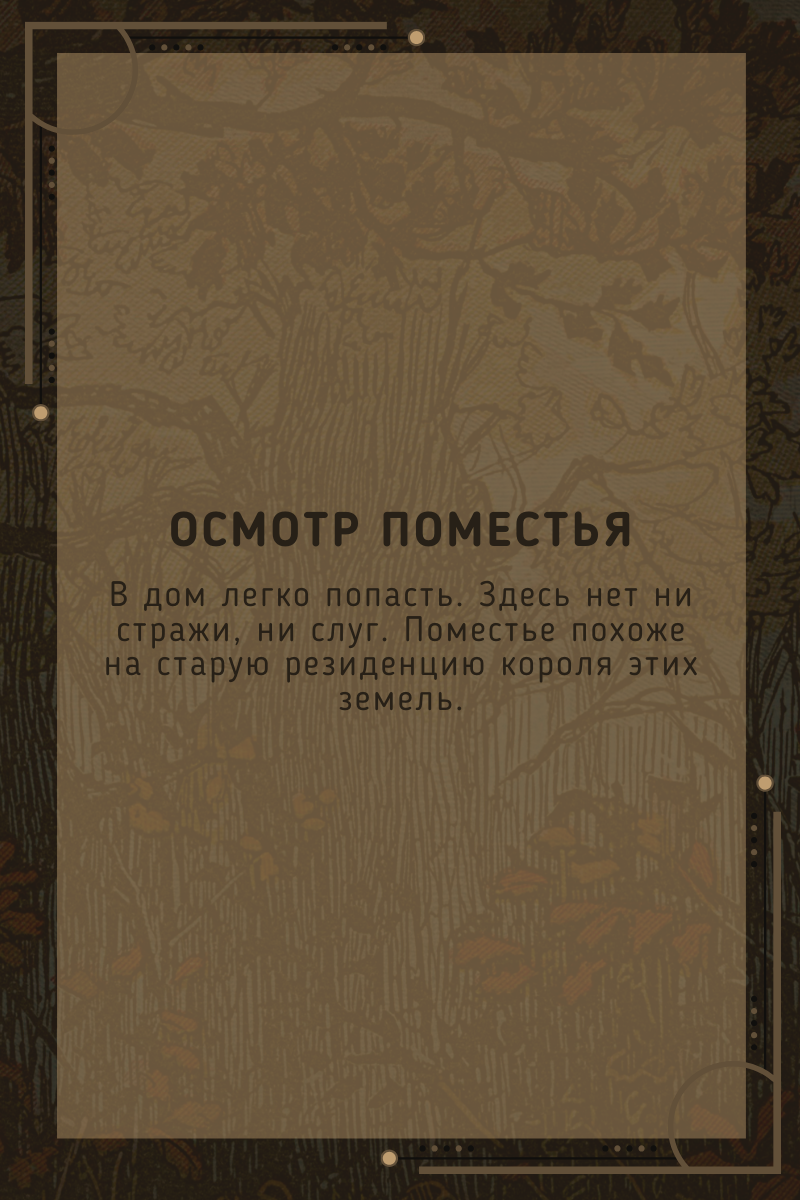 ОСМОТР ПОМЕСТЬЯ
В дом легко попасть. Здесь нет ни
стражи, ни слуг. Поместье похоже
на старую резиденцию короля этих
земель.